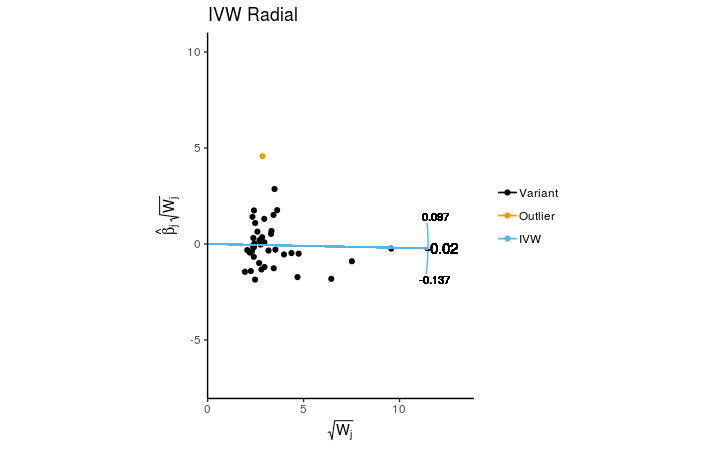 IVW Radial
10
5
0
-5
β̂j√Wj
0.097
-0.02
-0.137
0
5
10
√Wj
Variant
Outlier
IVW